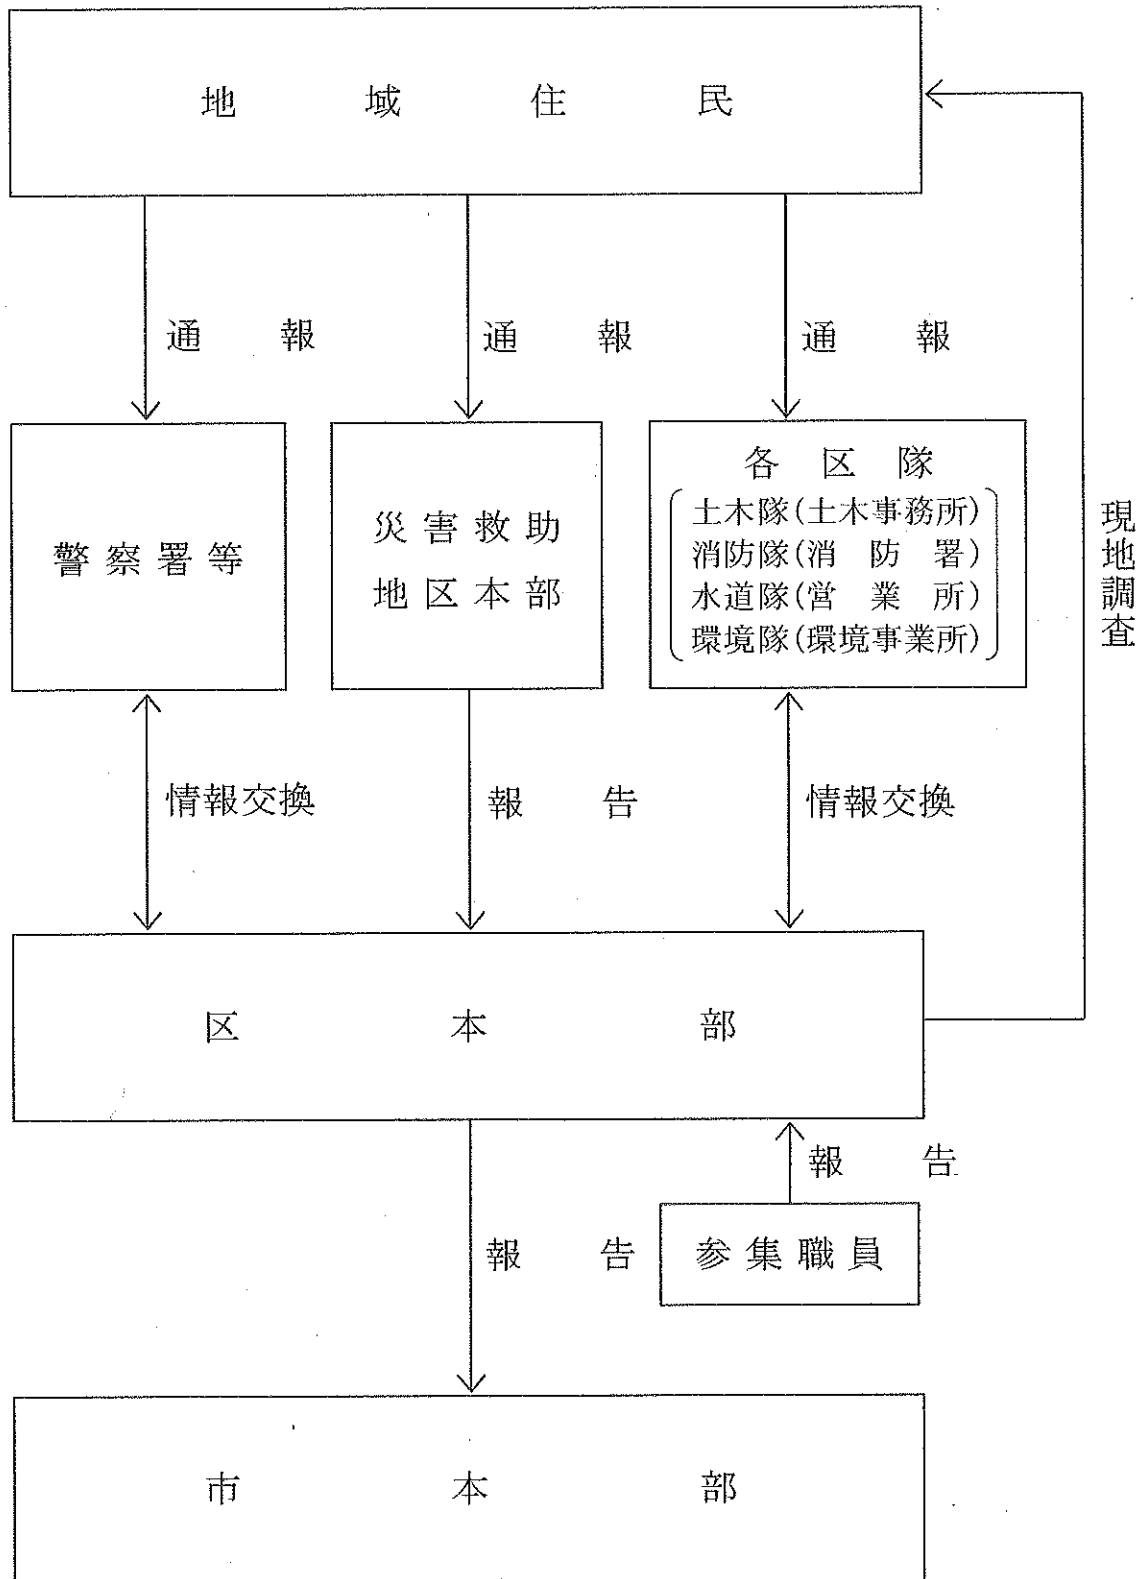 地域住民
通報
通報
通報
警察署等
災害救助
地区本部
各区隊
土木隊(土木事務所)
消防隊(消防署)
水道隊(営業所)
環境隊(環境事業所)
現地調査
情報交換
報告
情報交換
区本部
報告
参集職員
報告
市本部